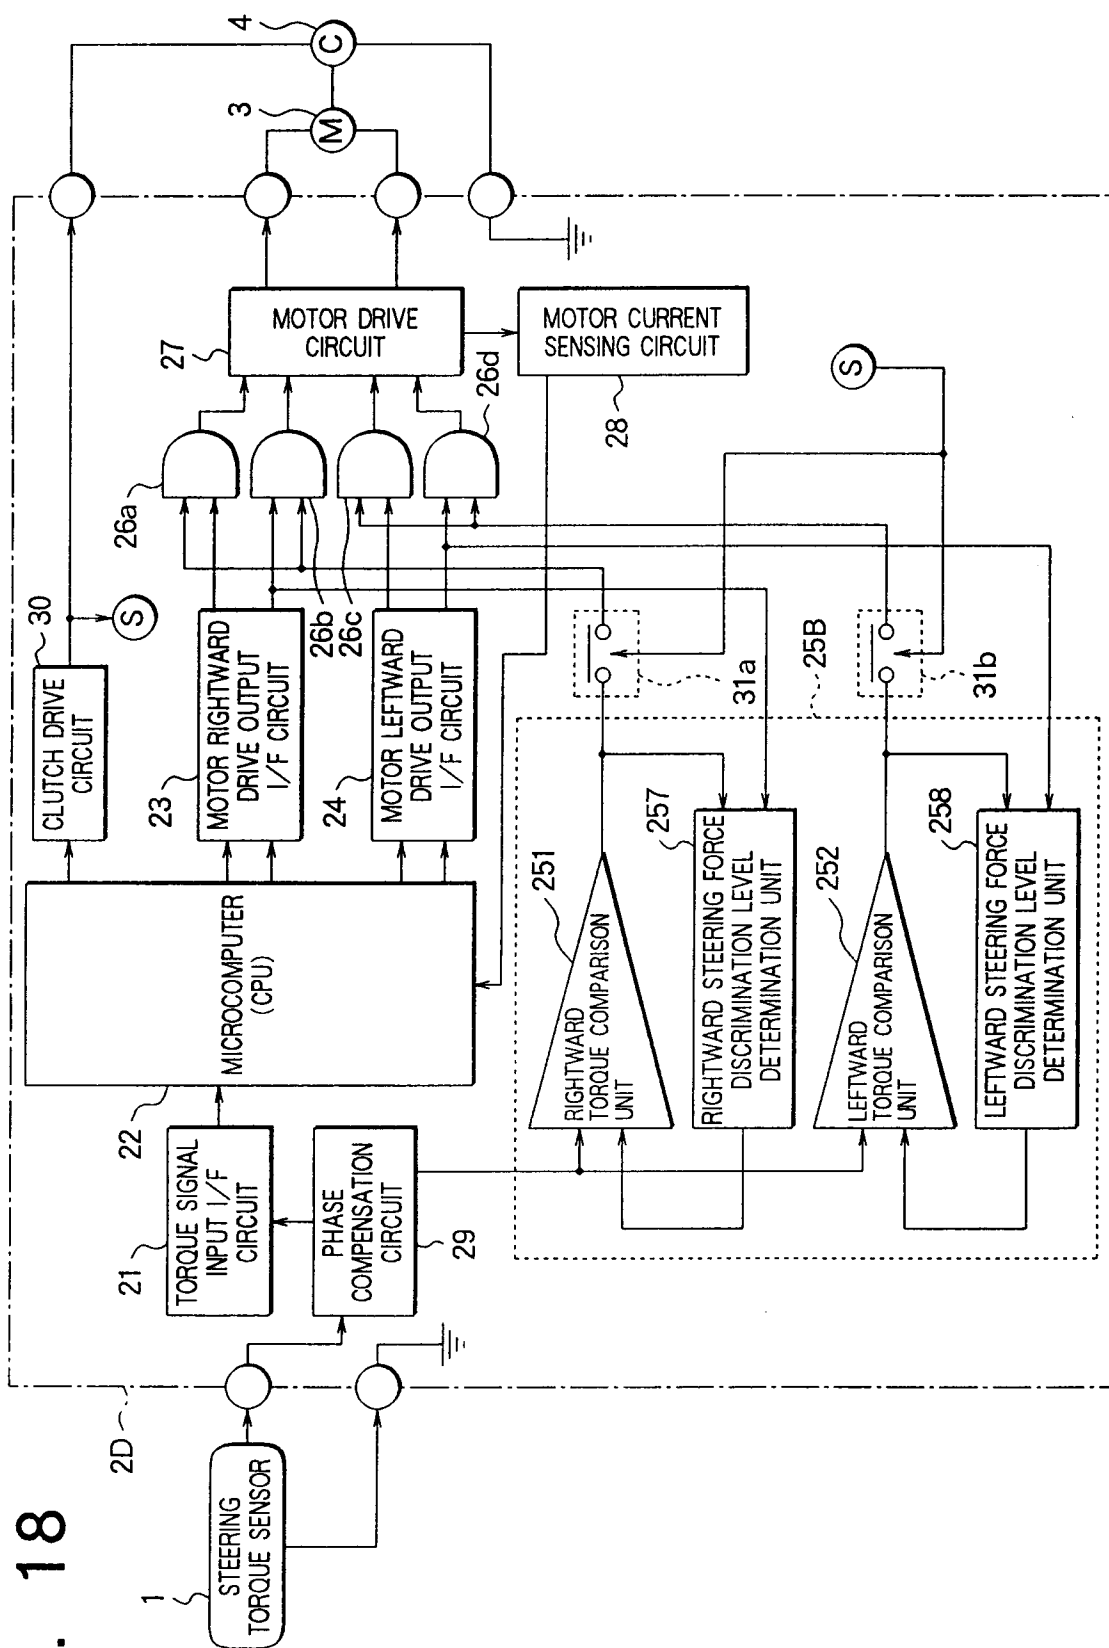 . 18
1
STEERING
TORQUE SENSOR
2D
21
TORQUE SIGNAL
INPUT I/F
CIRCUIT
PHASE
COMPENSATION
CIRCUIT
29
22
MICROCOMPUTER
(CPU)
30
CLUTCH DRIVE
CIRCUIT
S
23
MOTOR RIGHTWARD
DRIVE OUTPUT
I/F CIRCUIT
24
MOTOR LEFTWARD
DRIVE OUTPUT
I/F CIRCUIT
26a
26b
26c
26d
27
MOTOR DRIVE
CIRCUIT
MOTOR CURRENT
SENSING CIRCUIT
28
3
M
4
C
S
251
RIGHTWARD
TORQUE COMPARISON
UNIT
257
RIGHTWARD STEERING FORCE
DISCRIMINATION LEVEL
DETERMINATION UNIT
252
LEFTWARD
TORQUE COMPARISON
UNIT
258
LEFTWARD STEERING FORCE
DISCRIMINATION LEVEL
DETERMINATION UNIT
31a
25B
31b